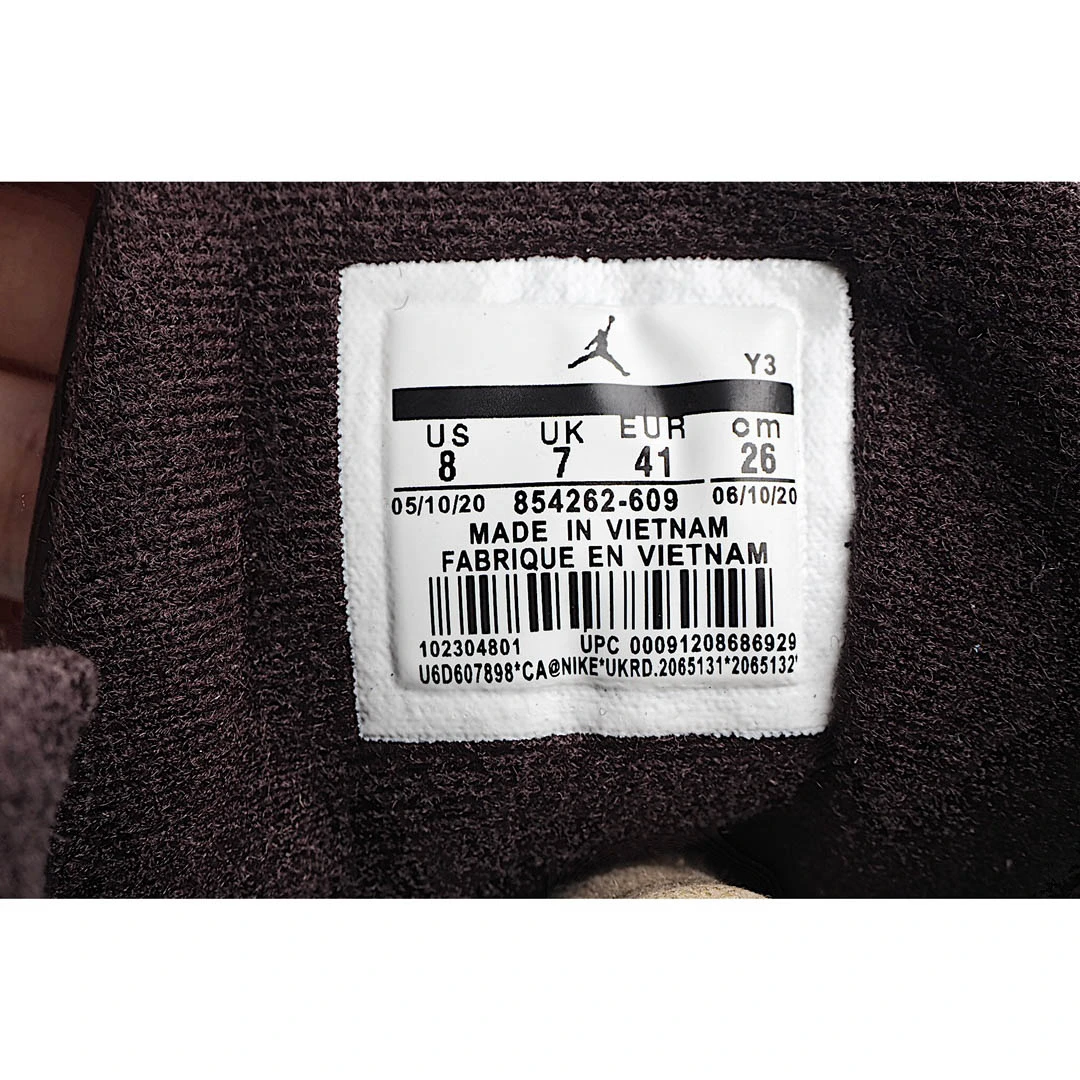 Y3
US UK EUR cm
8 7 41 26
05/10/20 854262-609 06/10/20
MADE IN VIETNAM
FABRIQUE EN VIETNAM
102304801 UPC 00091208686929
U6D607898*CA@NIKE*UKRD.2065131*2065132'